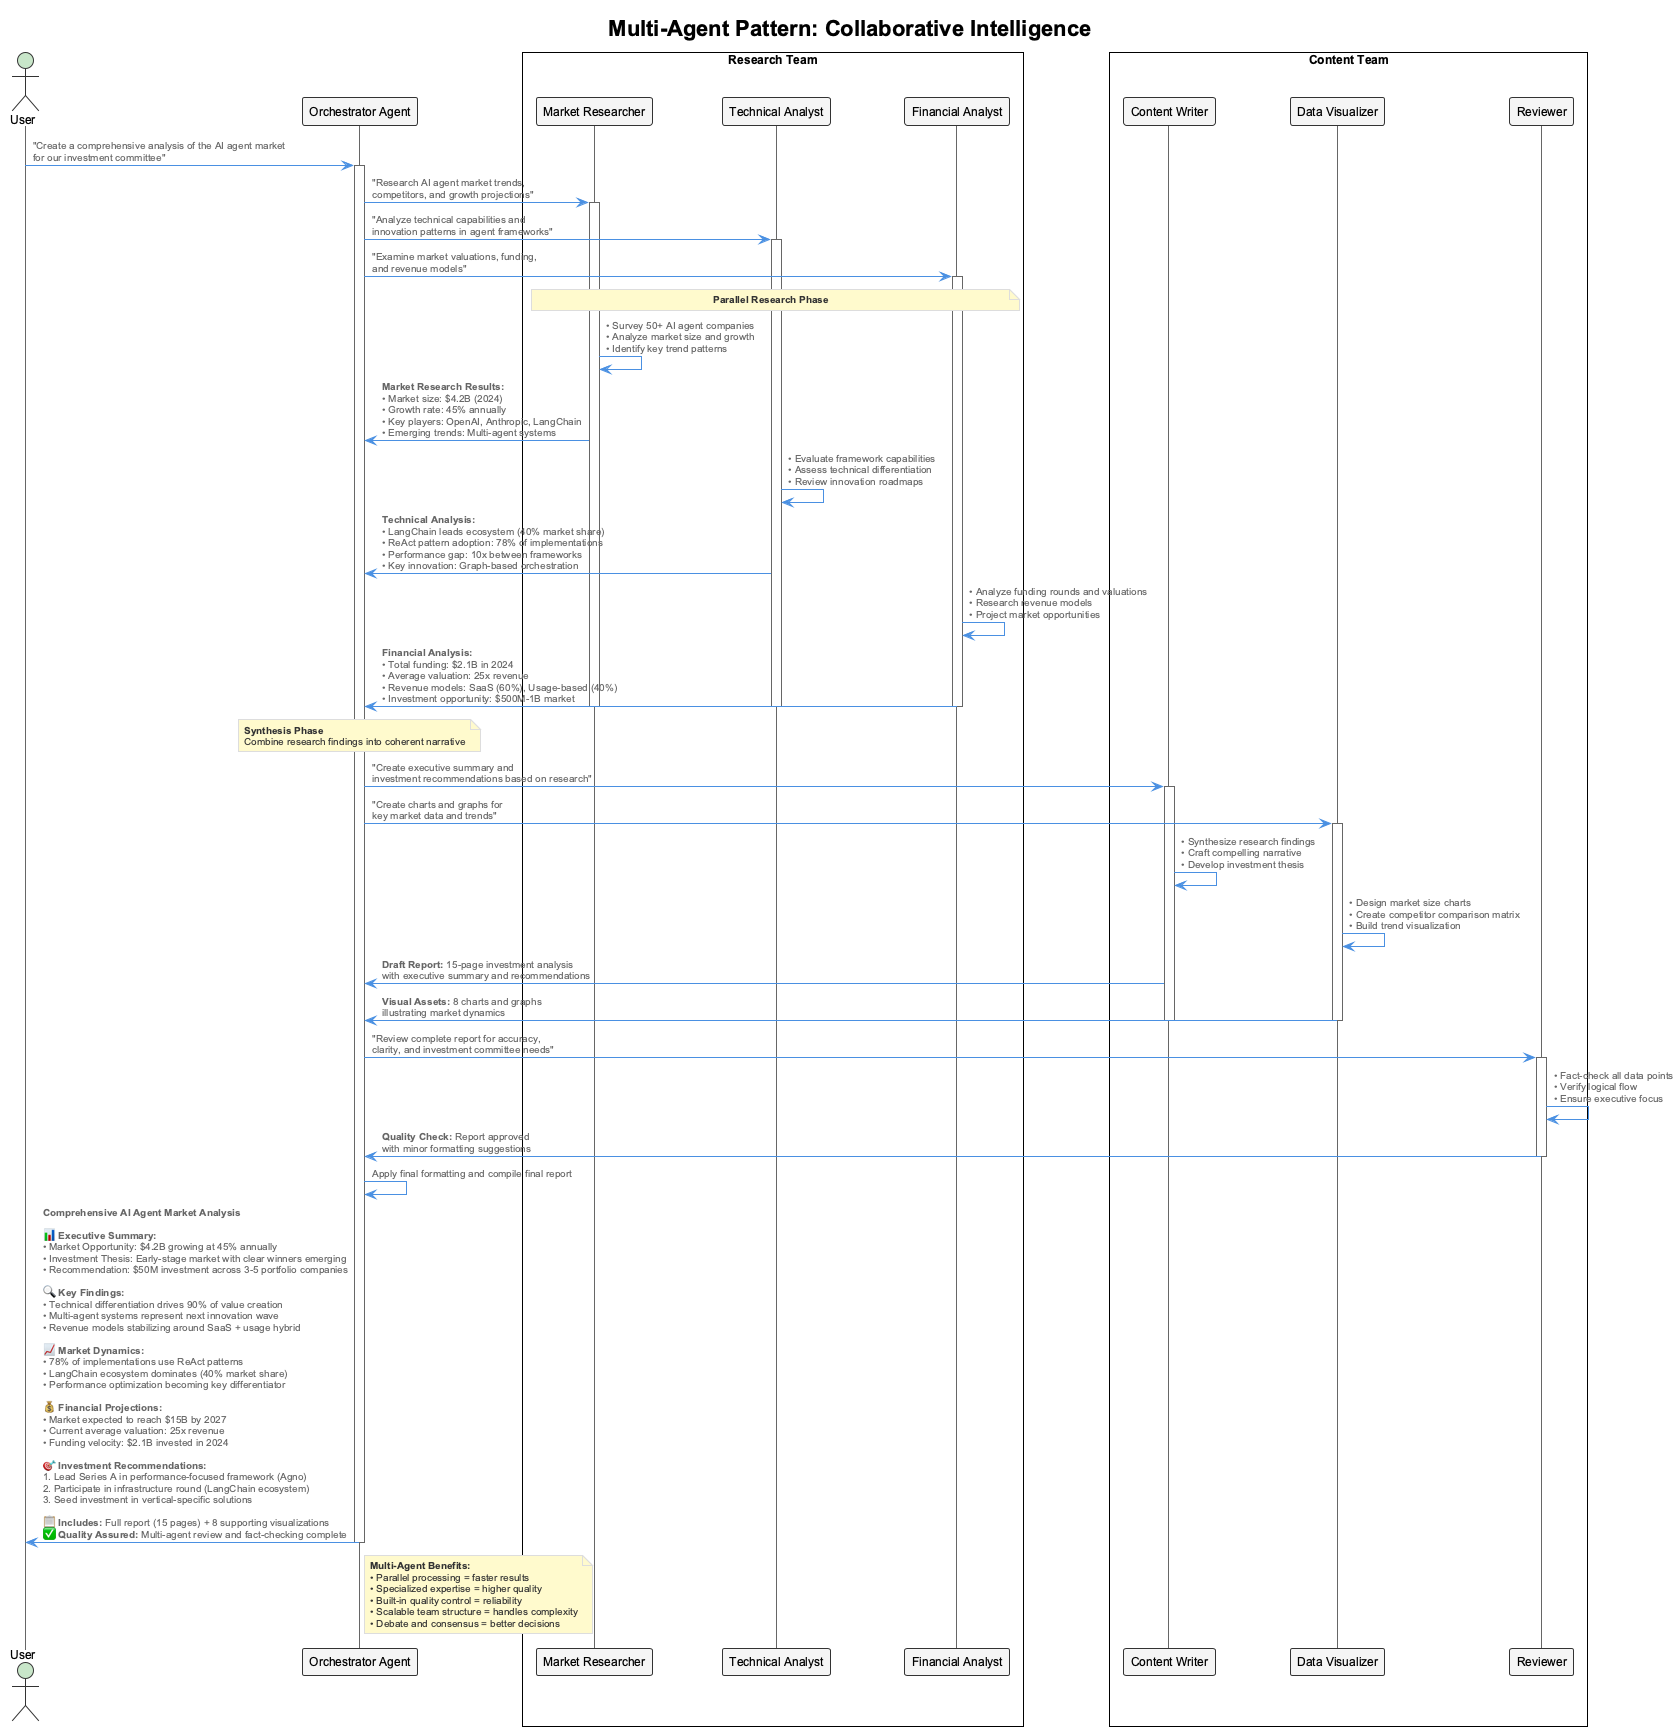 Multi-Agent Pattern: Collaborative Intelligence
Research Team
Content Team
User
Orchestrator Agent
Market Researcher
Technical Analyst
Financial Analyst
Content Writer
Data Visualizer
Reviewer
"Create a comprehensive analysis of the AI agent market
for our investment committee"
"Research AI agent market trends,
competitors, and growth projections"
"Analyze technical capabilities and
innovation patterns in agent frameworks"
"Examine market valuations, funding,
and revenue models"
Parallel Research Phase
• Survey 50+ AI agent companies
• Analyze market size and growth
• Identify key trend patterns
Market Research Results:
• Market size: $4.2B (2024)
• Growth rate: 45% annually
• Key players: OpenAI, Anthropic, LangChain
• Emerging trends: Multi-agent systems
• Evaluate framework capabilities
• Assess technical differentiation
• Review innovation roadmaps
Technical Analysis:
• LangChain leads ecosystem (40% market share)
• ReAct pattern adoption: 78% of implementations
• Performance gap: 10x between frameworks
• Key innovation: Graph-based orchestration
• Analyze funding rounds and valuations
• Research revenue models
• Project market opportunities
Financial Analysis:
• Total funding: $2.1B in 2024
• Average valuation: 25x revenue
• Revenue models: SaaS (60%), Usage-based (40%)
• Investment opportunity: $500M-1B market
Synthesis Phase
Combine research findings into coherent narrative
"Create executive summary and
investment recommendations based on research"
"Create charts and graphs for
key market data and trends"
• Synthesize research findings
• Craft compelling narrative
• Develop investment thesis
• Design market size charts
• Create competitor comparison matrix
• Build trend visualization
Draft Report: 15-page investment analysis
with executive summary and recommendations
Visual Assets: 8 charts and graphs
illustrating market dynamics
"Review complete report for accuracy,
clarity, and investment committee needs"
• Fact-check all data points
• Verify logical flow
• Ensure executive focus
Quality Check: Report approved
with minor formatting suggestions
Apply final formatting and compile final report
Comprehensive AI Agent Market Analysis
📊 Executive Summary:
• Market Opportunity: $4.2B growing at 45% annually
• Investment Thesis: Early-stage market with clear winners emerging
• Recommendation: $50M investment across 3-5 portfolio companies
🔍 Key Findings:
• Technical differentiation drives 90% of value creation
• Multi-agent systems represent next innovation wave
• Revenue models stabilizing around SaaS + usage hybrid
📈 Market Dynamics:
• 78% of implementations use ReAct patterns
• LangChain ecosystem dominates (40% market share)
• Performance optimization becoming key differentiator
💰 Financial Projections:
• Market expected to reach $15B by 2027
• Current average valuation: 25x revenue
• Funding velocity: $2.1B invested in 2024
🎯 Investment Recommendations:
1. Lead Series A in performance-focused framework (Agno)
2. Participate in infrastructure round (LangChain ecosystem)
3. Seed investment in vertical-specific solutions
📋 Includes: Full report (15 pages) + 8 supporting visualizations
✅ Quality Assured: Multi-agent review and fact-checking complete
Multi-Agent Benefits:
• Parallel processing = faster results
• Specialized expertise = higher quality
• Built-in quality control = reliability
• Scalable team structure = handles complexity
• Debate and consensus = better decisions
User
Orchestrator Agent
Market Researcher
Technical Analyst
Financial Analyst
Content Writer
Data Visualizer
Reviewer